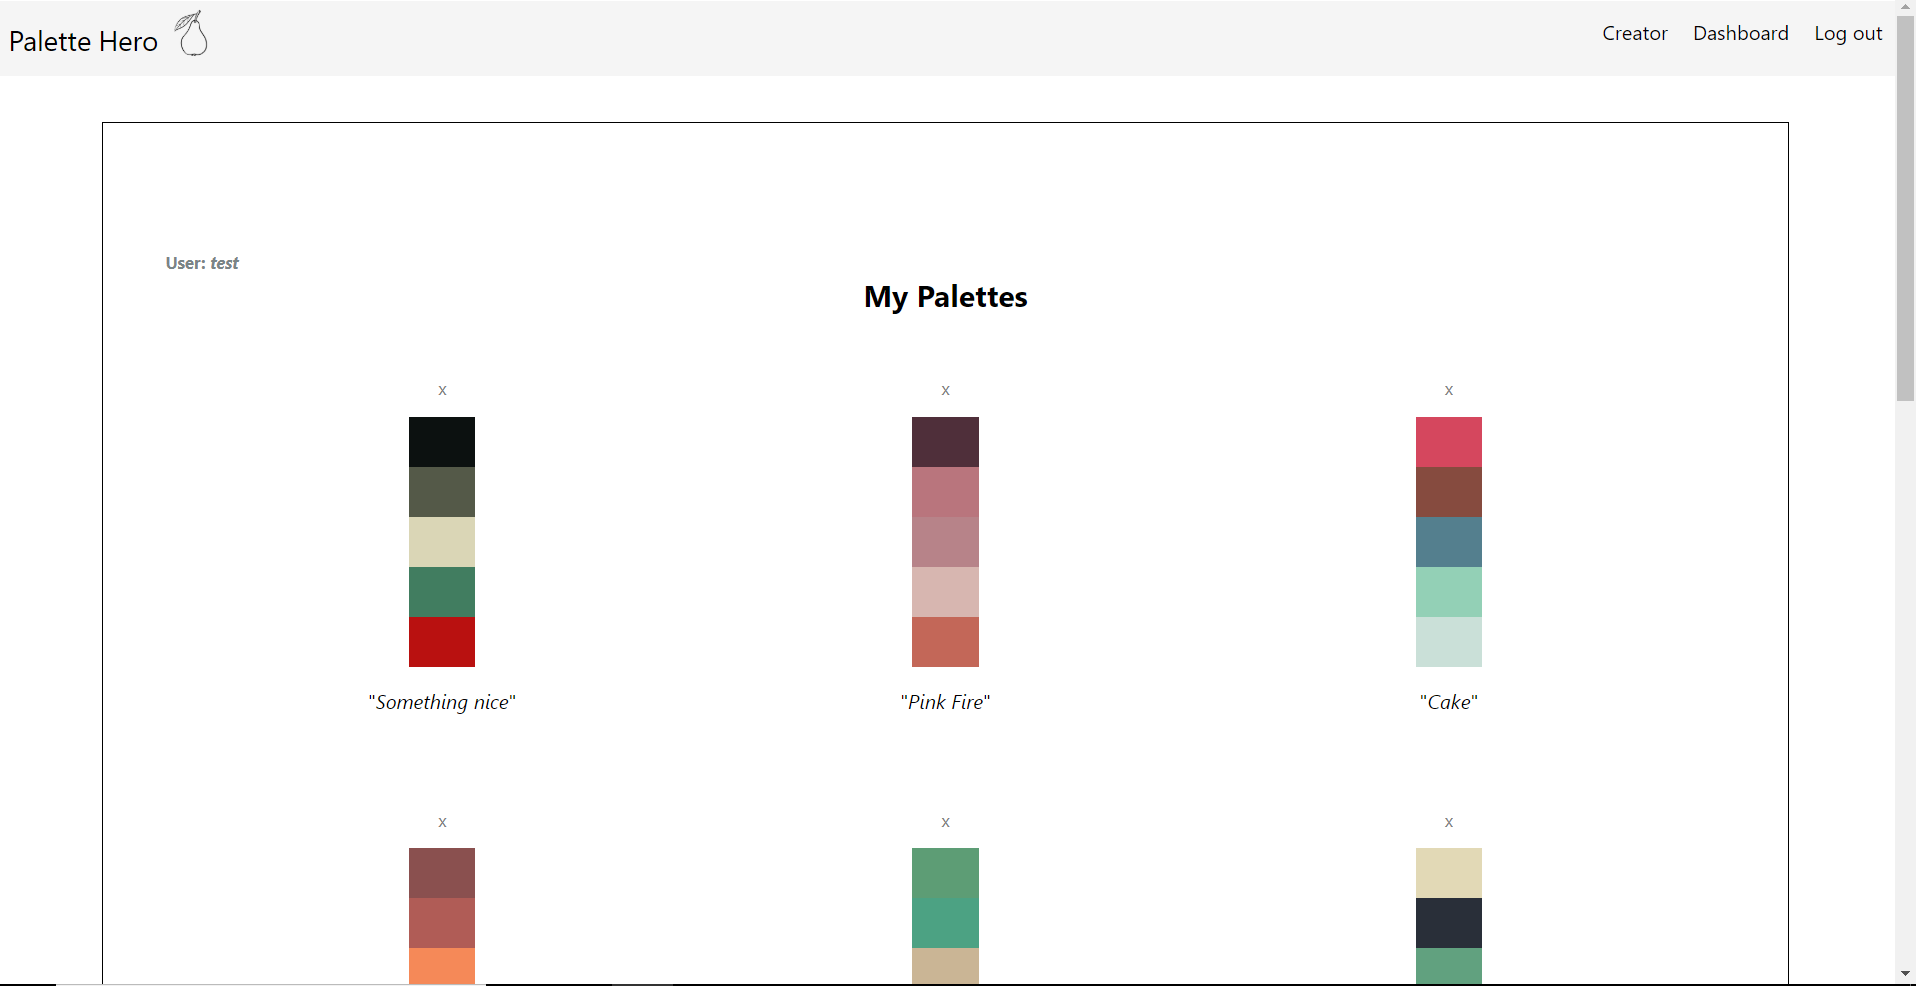 Palette Hero
Creator Dashboard Log out
User: test
My Palettes
x x x
"Something nice" "Pink Fire" "Cake"
x x x